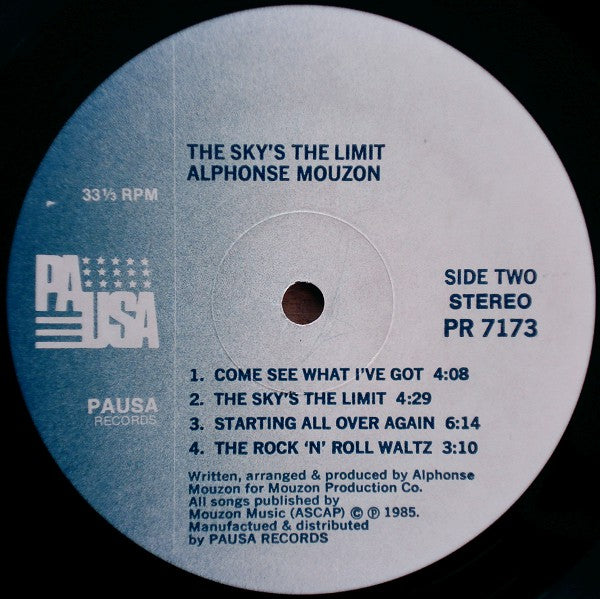 THE SKY'S THE LIMIT
ALPHONSE MOUZON
33⅓ RPM
PAUSA
SIDE TWO
STEREO
PR 7173
1. COME SEE WHAT I'VE GOT 4:08
2. THE SKY'S THE LIMIT 4:29
3. STARTING ALL OVER AGAIN 6:14
4. THE ROCK 'N' ROLL WALTZ 3:10
PAUSA
RECORDS
Written, arranged & produced by Alphonse
Mouzon for Mouzon Production Co.
All songs published by
Mouzon Music (ASCAP) © ℗ 1985.
Manufactued & distributed
by PAUSA RECORDS